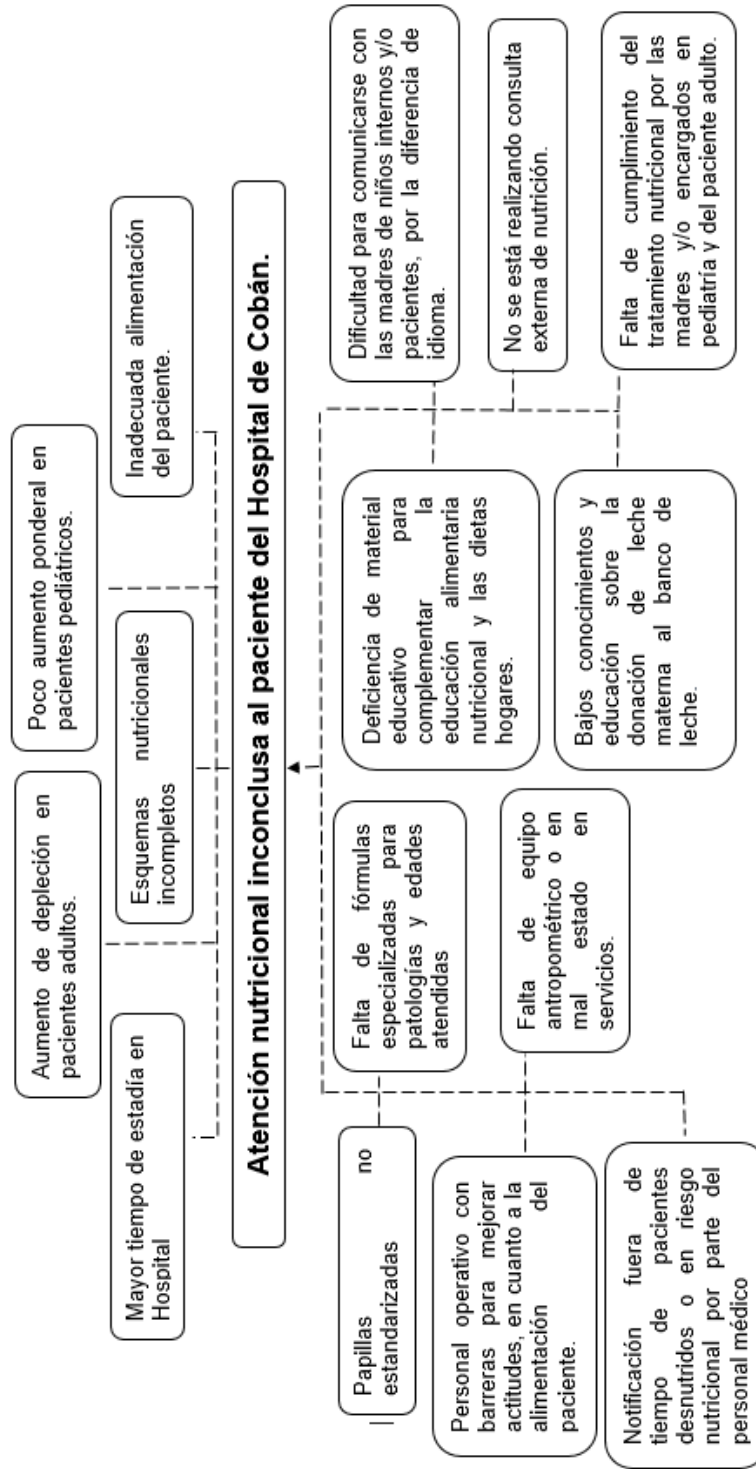 Aumento de depleción en
pacientes adultos.
Poco aumento ponderal en
pacientes pediátricos.
Mayor tiempo de estadía en
Hospital
Esquemas nutricionales
incompletos
Inadecuada alimentación
del paciente.
Atención nutricional inconclusa al paciente del Hospital de Cobán.
Papillas no
estandarizadas
Falta de fórmulas
especializadas para
patologías y edades
atendidas
Deficiencia de material
educativo para
complementar la
educación alimentaria
nutricional y las dietas
hogares.
Dificultad para comunicarse con
las madres de niños internos y/o
pacientes, por la diferencia de
idioma.
Personal operativo con
barreras para mejorar
actitudes, en cuanto a la
alimentación del
paciente.
Falta de equipo
antropométrico o en
mal estado en
servicios.
No se está realizando consulta
externa de nutrición.
Notificación fuera de
tiempo de pacientes
desnutridos o en riesgo
nutricional por parte del
personal médico
Bajos conocimientos y
educación sobre la
donación de leche
materna al banco de
leche.
Falta de cumplimiento del
tratamiento nutricional por las
madres y/o encargados en
pediatría y del paciente adulto.